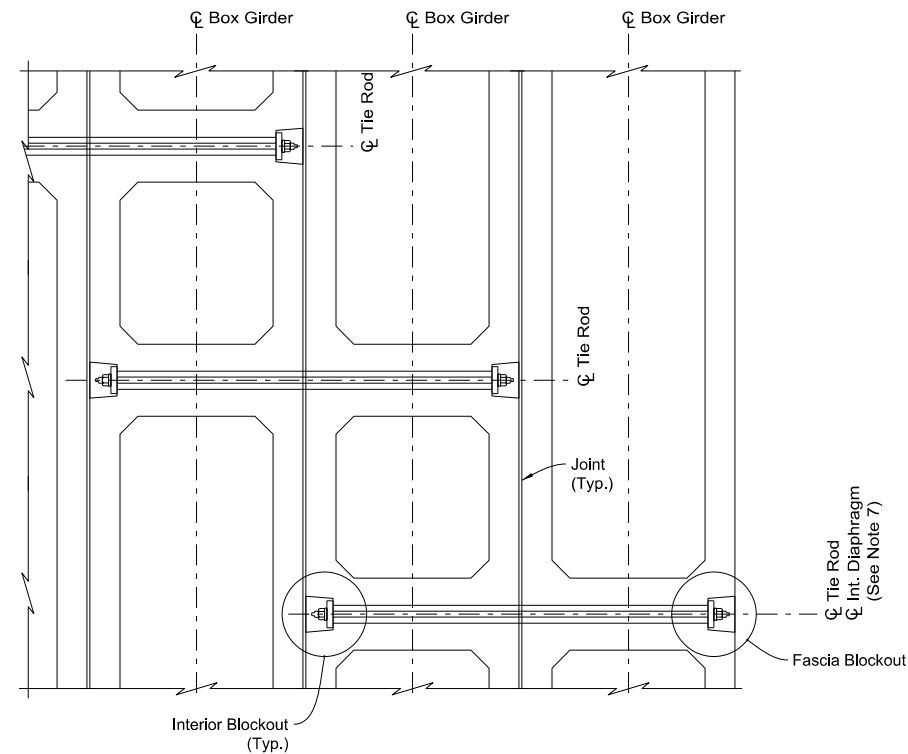 ℄ Box Girder
℄ Box Girder
℄ Box Girder
℄ Tie Rod
℄ Tie Rod
Joint
(Typ.)
℄ Tie Rod
℄ Int. Diaphragm
(See Note 7)
Fascia Blockout
Interior Blockout
(Typ.)